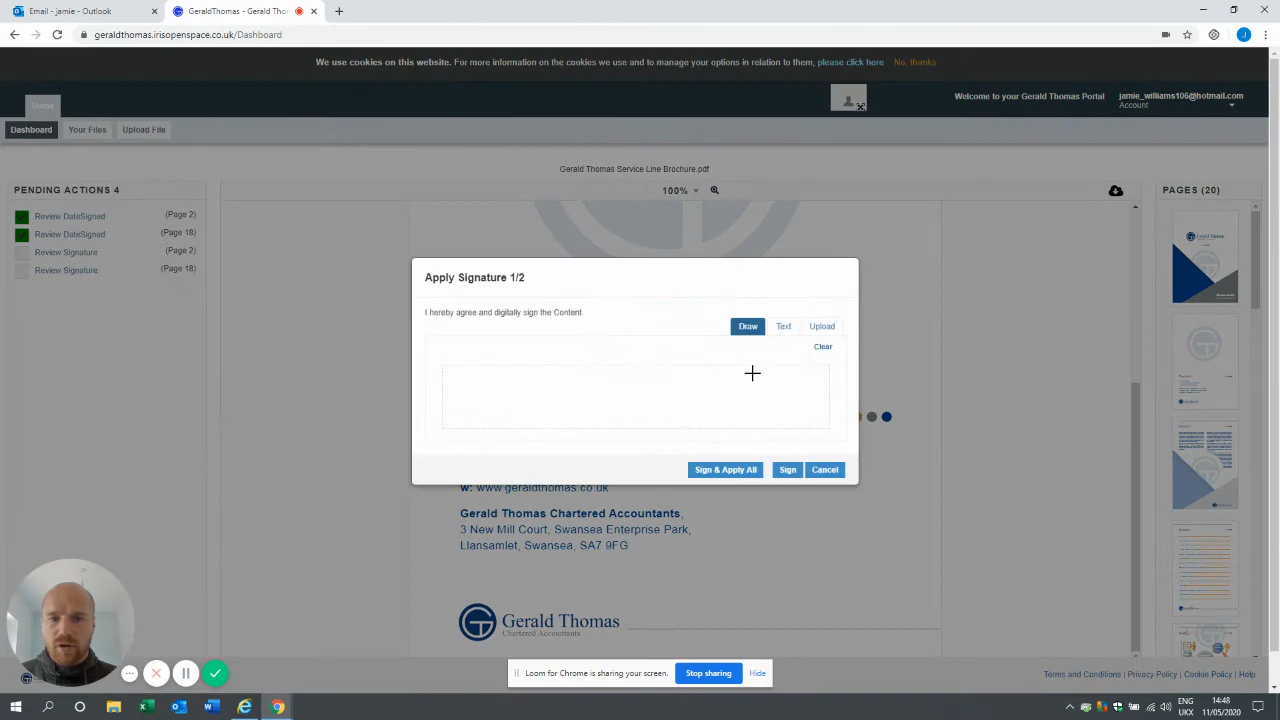 Email - jamie - Outlook
GeraldThomas - Gerald Tho
geraldthomas.irisopenspace.co.uk/Dashboard
J
We use cookies on this website. For more information on the cookies we use and to manage your options in relation to them, please click here No, thanks
Home
Welcome to your Gerald Thomas Portal
jamie_williams106@hotmail.com
Account
Dashboard Your Files Upload File
Gerald Thomas Service Line Brochure.pdf
PENDING ACTIONS 4
100%
PAGES (20)
Review DateSigned (Page 2)
Review DateSigned (Page 18)
Review Signature (Page 2)
Review Signature (Page 18)
Apply Signature 1/2
I hereby agree and digitally sign the Content.
Draw Text Upload
Clear
Sign & Apply All Sign Cancel
w: www.geraldthomas.co.uk
Gerald Thomas Chartered Accountants,
3 New Mill Court, Swansea Enterprise Park,
Llansamlet, Swansea, SA7 9FG
Gerald Thomas
Chartered Accountants
Loom for Chrome is sharing your screen. Stop sharing Hide
Terms and Conditions | Privacy Policy | Cookie Policy | Help
ENG
UKX
14:48
11/05/2020